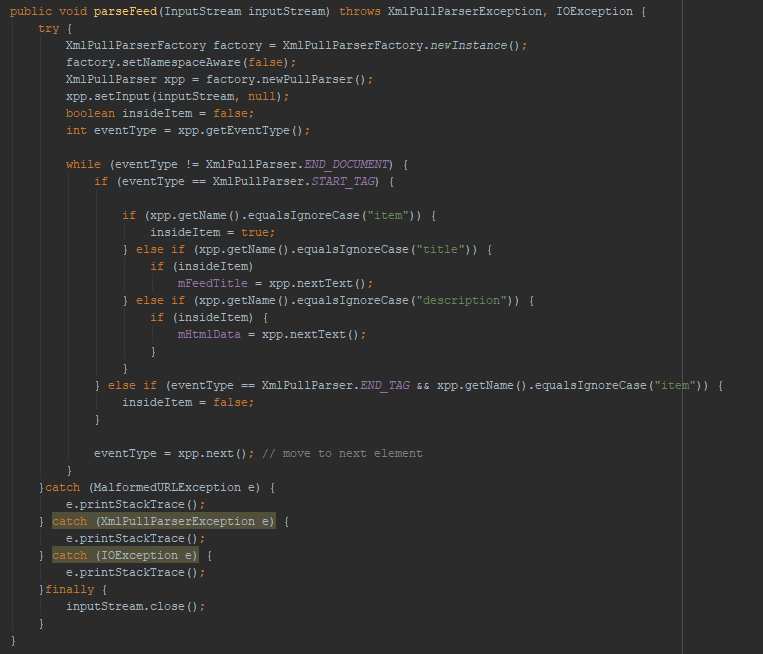 public void parseFeed(InputStream inputStream) throws XmlPullParserException, IOException {
    try {
        XmlPullParserFactory factory = XmlPullParserFactory.newInstance();
        factory.setNamespaceAware(false);
        XmlPullParser xpp = factory.newPullParser();
        xpp.setInput(inputStream, null);
        boolean insideItem = false;
        int eventType = xpp.getEventType();

        while (eventType != XmlPullParser.END_DOCUMENT) {
            if (eventType == XmlPullParser.START_TAG) {

                if (xpp.getName().equalsIgnoreCase("item")) {
                    insideItem = true;
                } else if (xpp.getName().equalsIgnoreCase("title")) {
                    if (insideItem)
                        mFeedTitle = xpp.nextText();
                } else if (xpp.getName().equalsIgnoreCase("description")) {
                    if (insideItem) {
                        mHtmlData = xpp.nextText();
                    }
                }
            } else if (eventType == XmlPullParser.END_TAG && xpp.getName().equalsIgnoreCase("item")) {
                insideItem = false;
            }

            eventType = xpp.next(); // move to next element
        }
    }catch (MalformedURLException e) {
        e.printStackTrace();
    } catch (XmlPullParserException e) {
        e.printStackTrace();
    } catch (IOException e) {
        e.printStackTrace();
    }finally {
        inputStream.close();
    }
}